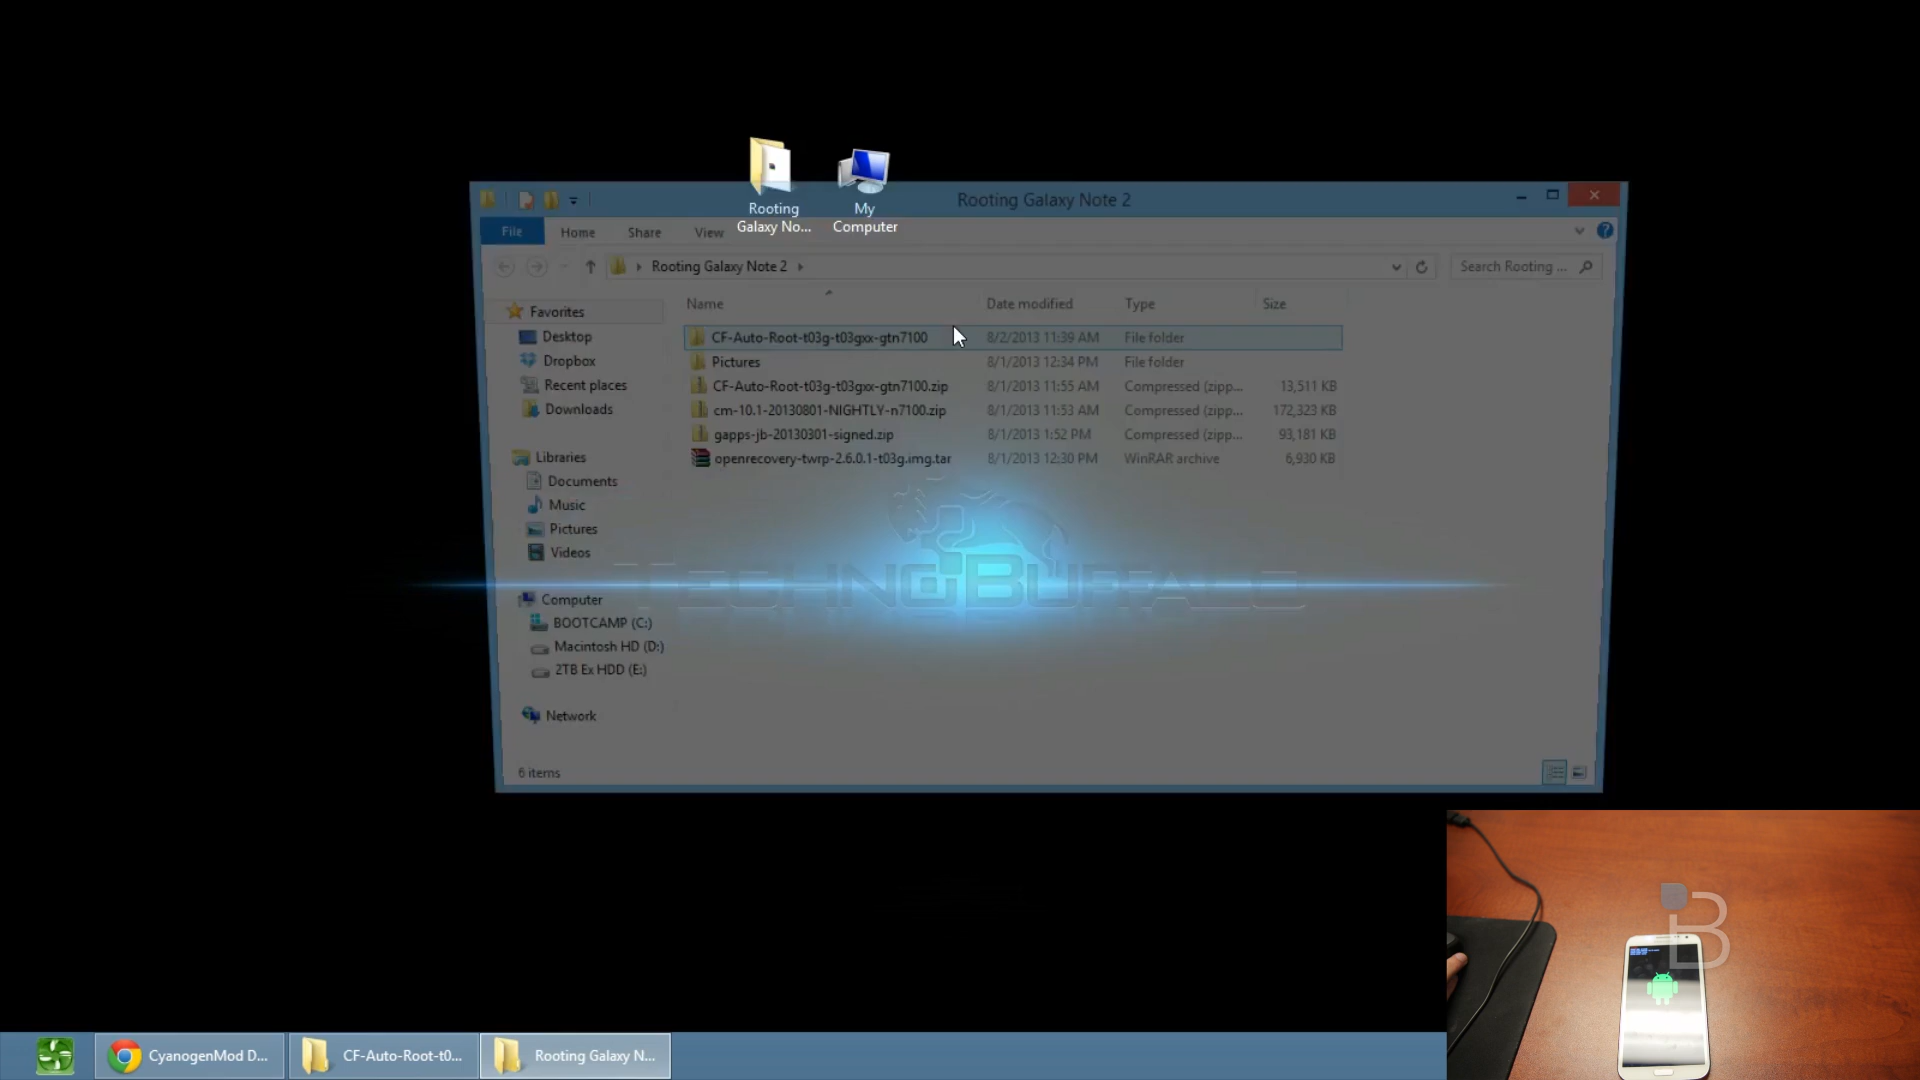 Rooting Galaxy No...
My Computer
Rooting Galaxy Note 2
File
Home
Share
View
Rooting Galaxy Note 2
Search Rooting ...
Name
Date modified
Type
Size
Favorites
Desktop
Dropbox
Recent places
Downloads
Libraries
Documents
Music
Pictures
Videos
Computer
BOOTCAMP (C:)
Macintosh HD (D:)
2TB Ex HDD (E:)
Network
CF-Auto-Root-t03g-t03gxx-gtn7100 8/2/2013 11:39 AM File folder
Pictures 8/1/2013 12:34 PM File folder
CF-Auto-Root-t03g-t03gxx-gtn7100.zip 8/1/2013 11:55 AM Compressed (zipp... 13,511 KB
cm-10.1-20130801-NIGHTLY-n7100.zip 8/1/2013 11:53 AM Compressed (zipp... 172,323 KB
gapps-jb-20130301-signed.zip 8/1/2013 1:52 PM Compressed (zipp... 93,181 KB
openrecovery-twrp-2.6.0.1-t03g.img.tar 8/1/2013 12:30 PM WinRAR archive 6,930 KB
TECHNOBUFFALO
6 items
B
CyanogenMod D...
CF-Auto-Root-t0...
Rooting Galaxy N...